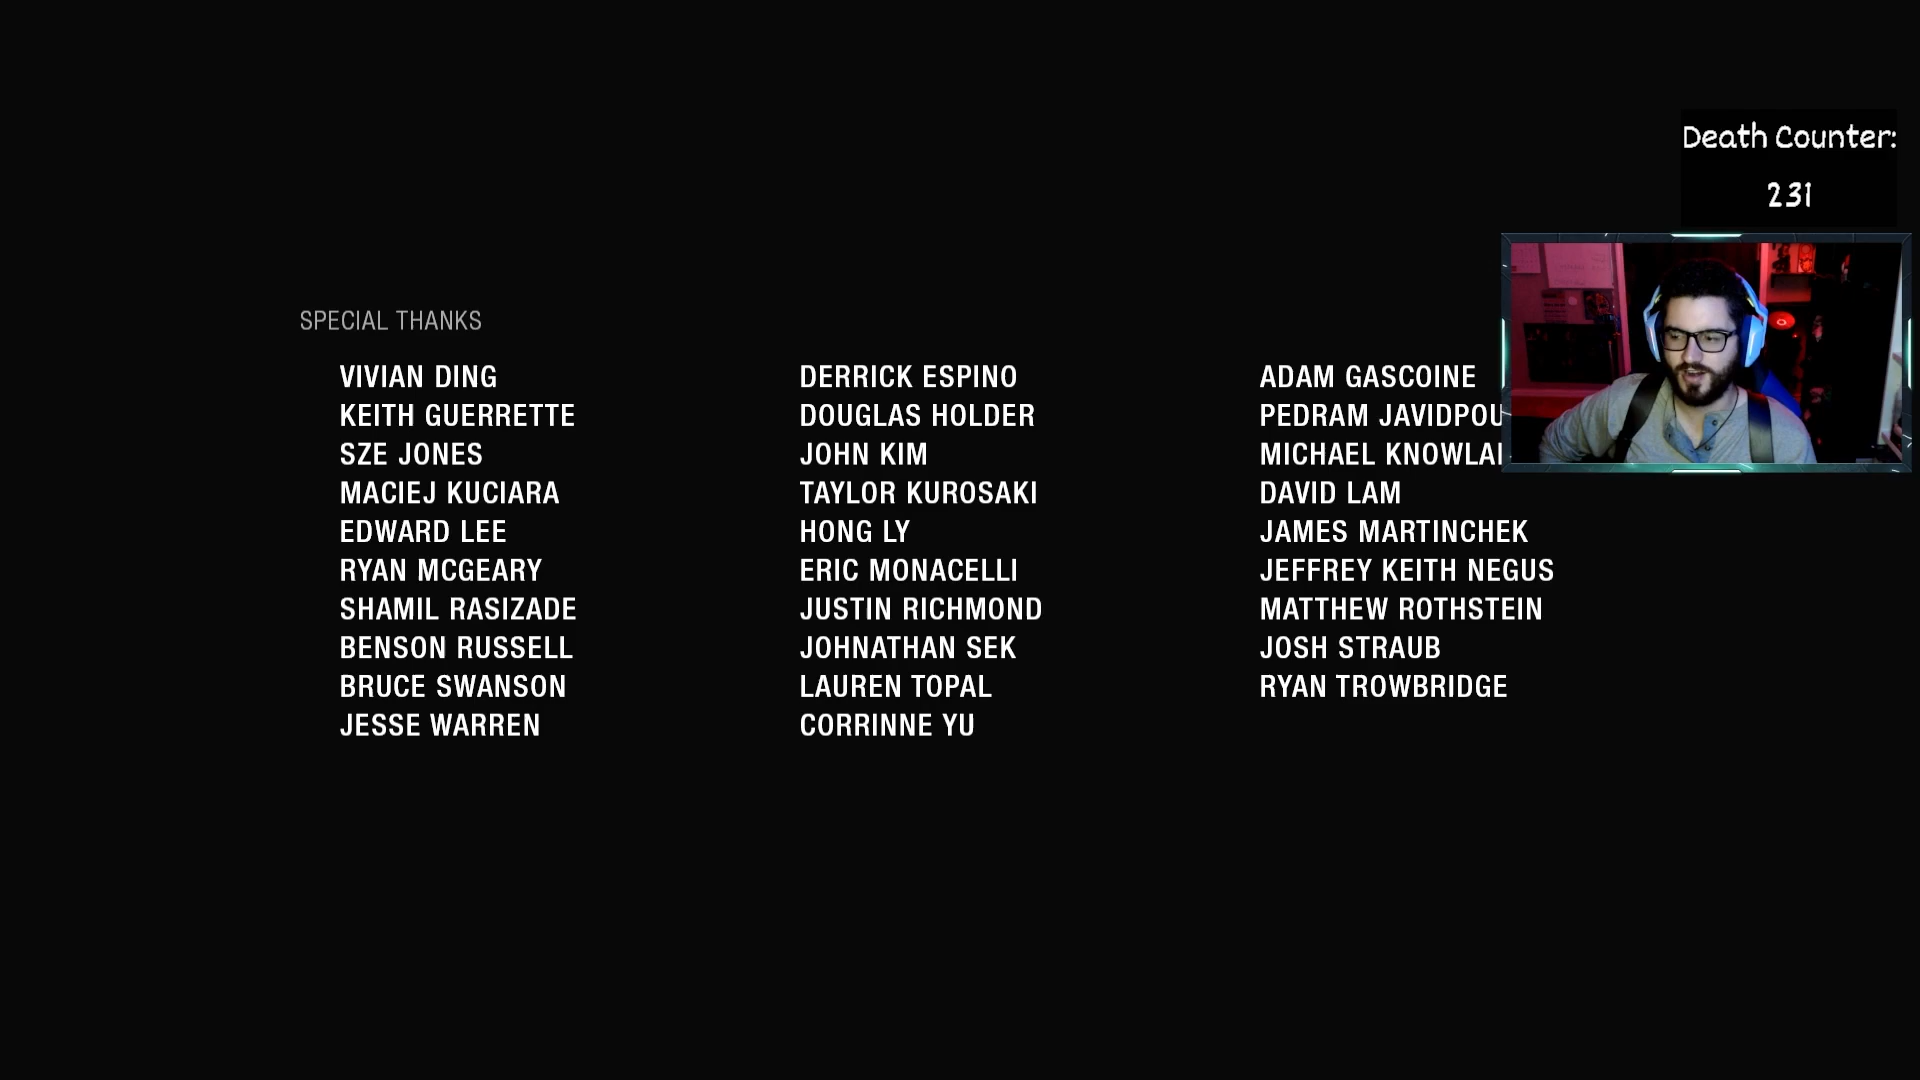 Death Counter:
231
SPECIAL THANKS
VIVIAN DING
KEITH GUERRETTE
SZE JONES
MACIEJ KUCIARA
EDWARD LEE
RYAN MCGEARY
SHAMIL RASIZADE
BENSON RUSSELL
BRUCE SWANSON
JESSE WARREN
DERRICK ESPINO
DOUGLAS HOLDER
JOHN KIM
TAYLOR KUROSAKI
HONG LY
ERIC MONACELLI
JUSTIN RICHMOND
JOHNATHAN SEK
LAUREN TOPAL
CORRINNE YU
ADAM GASCOINE
PEDRAM
MICHAEL
DAVID LAM
JAMES MARTINCHEK
JEFFREY KEITH NEGUS
MATTHEW ROTHSTEIN
JOSH STRAUB
RYAN TROWBRIDGE